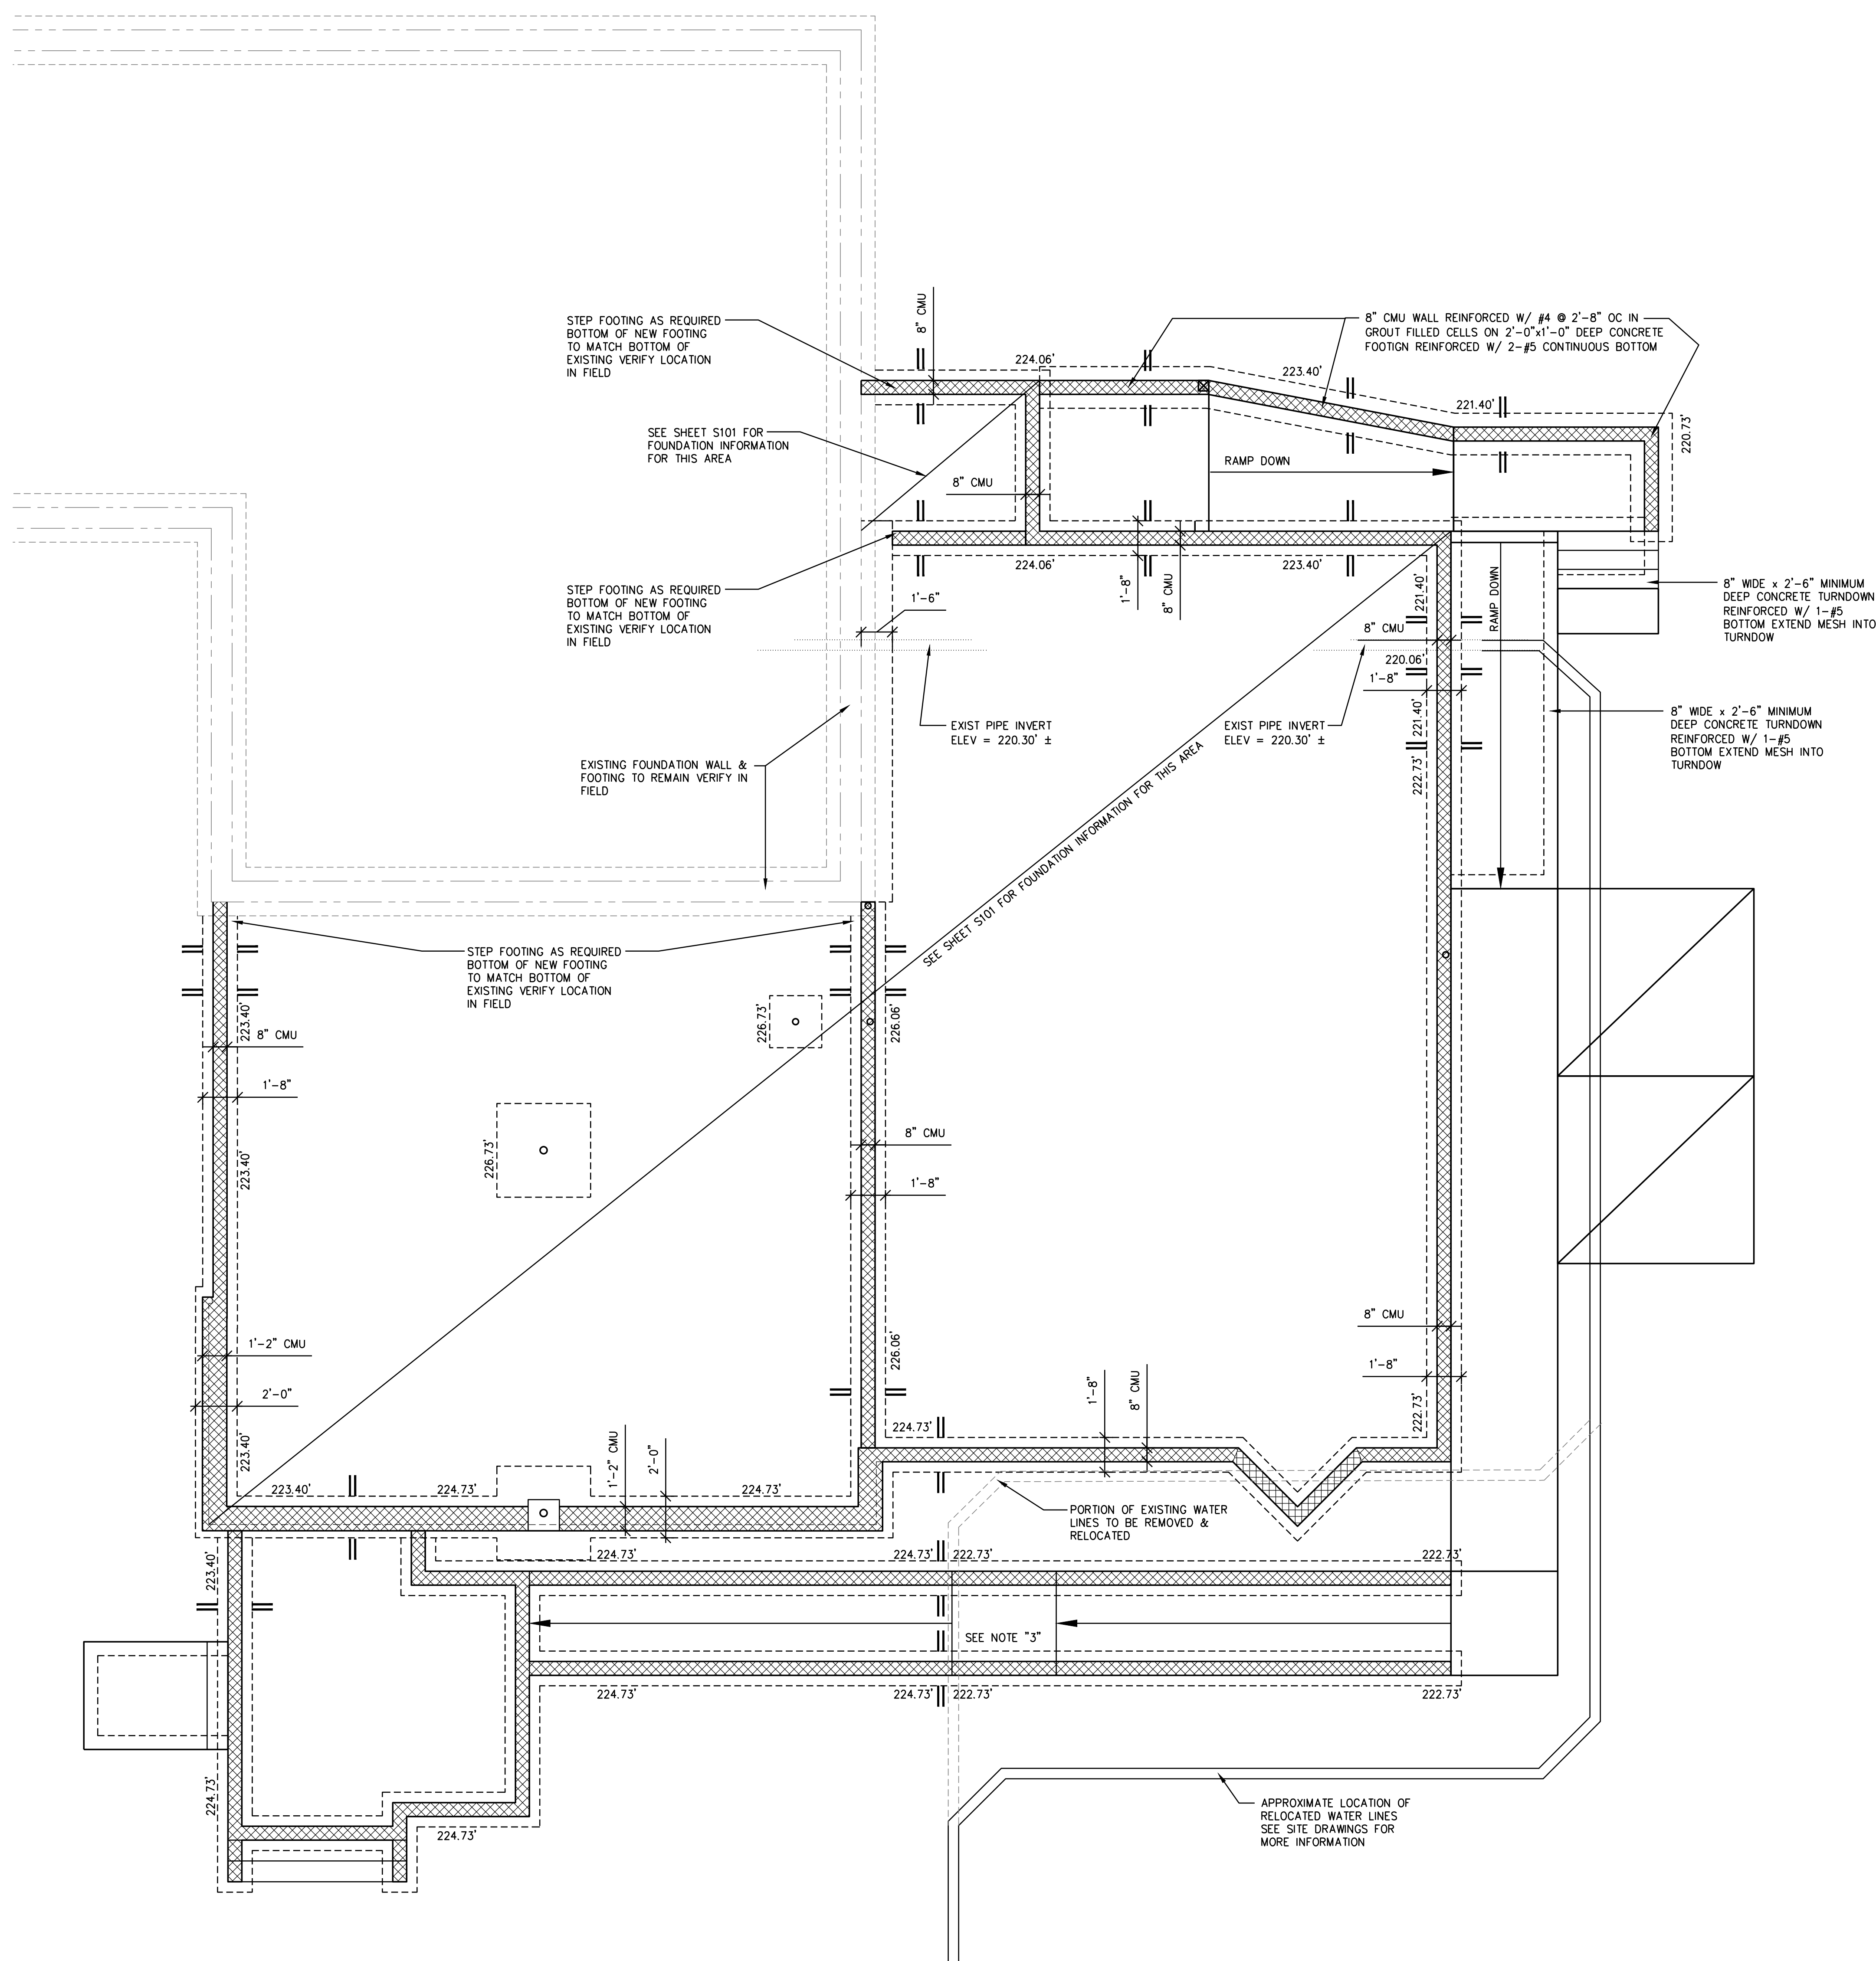 8" CMU
STEP FOOTING AS REQUIRED
BOTTOM OF NEW FOOTING
TO MATCH BOTTOM OF
EXISTING VERIFY LOCATION
IN FIELD
8" CMU WALL REINFORCED W/ #4 @ 2'-8" OC IN
GROUT FILLED CELLS ON 2'-0"x1'-0" DEEP CONCRETE
FOOTIGN REINFORCED W/ 2-#5 CONTINUOUS BOTTOM
224.06'
223.40'
221.40'
220.73'
SEE SHEET S101 FOR
FOUNDATION INFORMATION
FOR THIS AREA
RAMP DOWN
8" CMU
224.06'
223.40'
1'-8"
8" CMU
221.40'
RAMP DOWN
STEP FOOTING AS REQUIRED
BOTTOM OF NEW FOOTING
TO MATCH BOTTOM OF
EXISTING VERIFY LOCATION
IN FIELD
1'-6"
8" WIDE x 2'-6" MINIMUM
DEEP CONCRETE TURNDOWN
REINFORCED W/ 1-#5
BOTTOM EXTEND MESH INTO
TURNDOW
8" CMU
220.06'
1'-8"
221.40'
222.73'
EXIST PIPE INVERT
ELEV = 220.30' ±
EXIST PIPE INVERT
ELEV = 220.30' ±
8" WIDE x 2'-6" MINIMUM
DEEP CONCRETE TURNDOWN
REINFORCED W/ 1-#5
BOTTOM EXTEND MESH INTO
TURNDOW
EXISTING FOUNDATION WALL &
FOOTING TO REMAIN VERIFY IN
FIELD
SEE SHEET S101 FOR FOUNDATION INFORMATION FOR THIS AREA
STEP FOOTING AS REQUIRED
BOTTOM OF NEW FOOTING
TO MATCH BOTTOM OF
EXISTING VERIFY LOCATION
IN FIELD
223.40'
226.73'
226.06'
8" CMU
1'-8"
226.73'
223.40'
8" CMU
1'-8"
8" CMU
1'-2" CMU
226.06'
1'-8"
2'-0"
1'-8"
8" CMU
222.73'
223.40'
1'-2" CMU
2'-0"
224.73'
223.40'
224.73'
224.73'
PORTION OF EXISTING WATER
LINES TO BE REMOVED &
RELOCATED
223.40'
224.73'
224.73'
222.73'
222.73'
SEE NOTE "3"
224.73'
224.73'
222.73'
222.73'
224.73'
224.73'
APPROXIMATE LOCATION OF
RELOCATED WATER LINES
SEE SITE DRAWINGS FOR
MORE INFORMATION